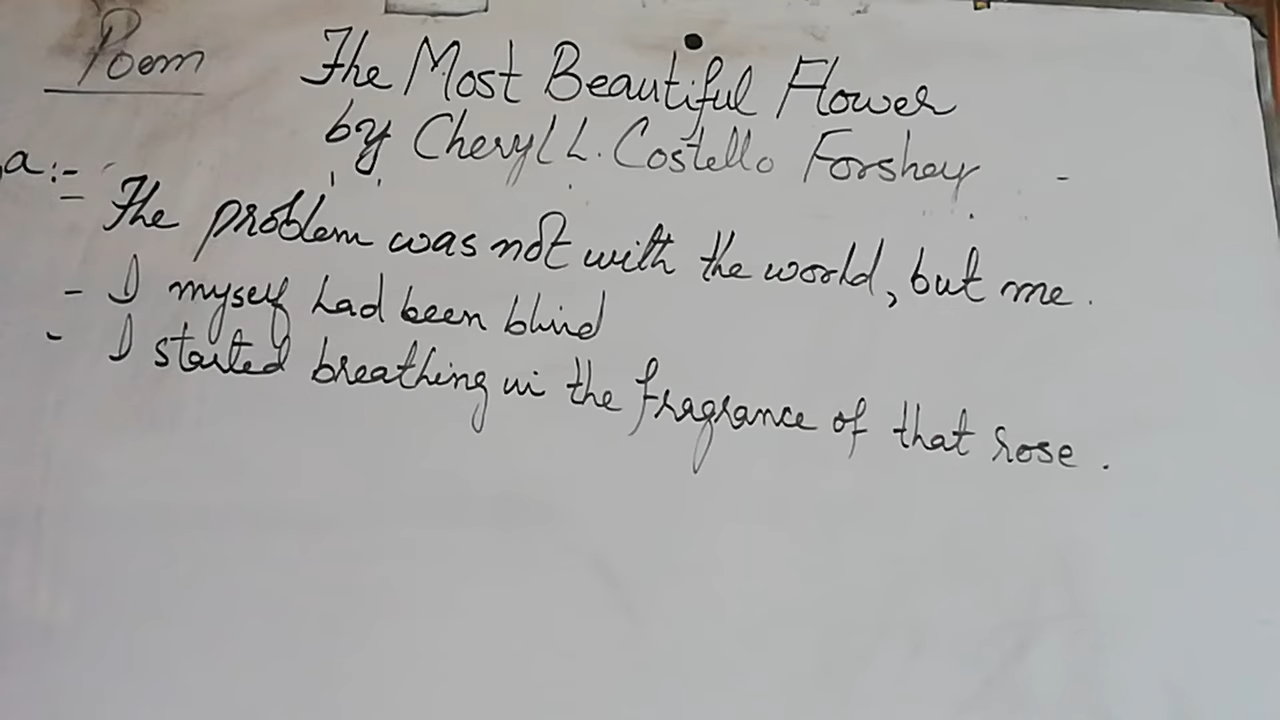 Poem
The Most Beautiful Flower
by Cheryl L. Costello Forshey -
a:-
- The problem was not with the world, but me.
- I myself had been blind
- I started breathing in the fragrance of that rose.